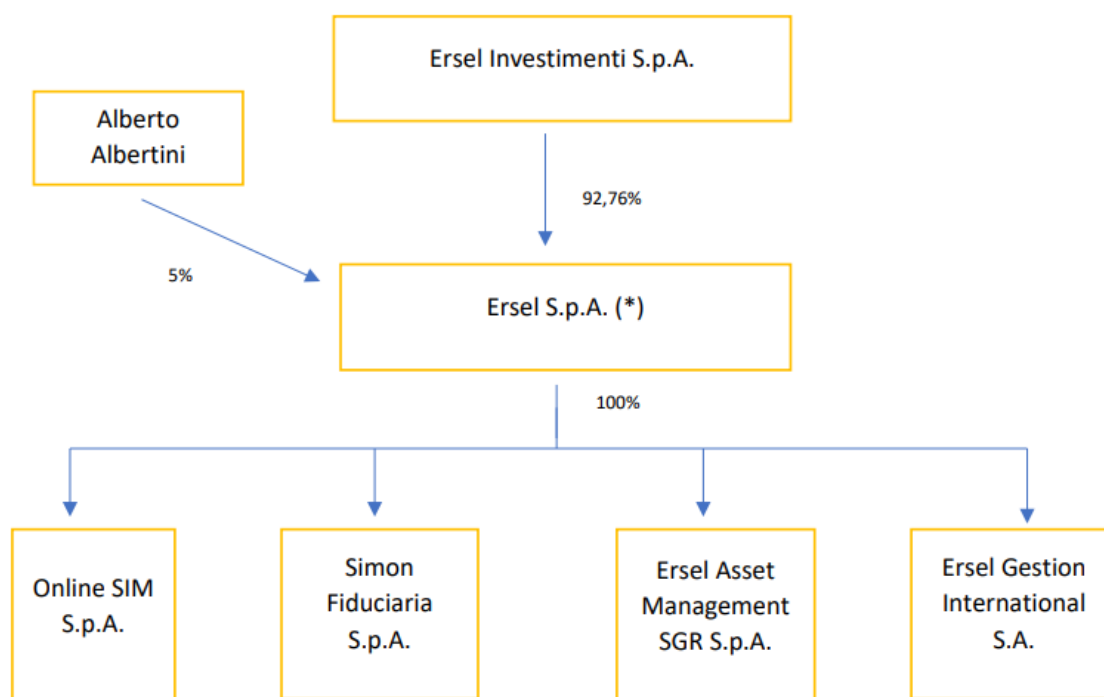 Ersel Investimenti S.p.A.
Alberto
Albertini
92,76%
5%
Ersel S.p.A. (*)
100%
Online SIM
S.p.A.
Simon
Fiduciaria
S.p.A.
Ersel Asset
Management
SGR S.p.A.
Ersel Gestion
International
S.A.